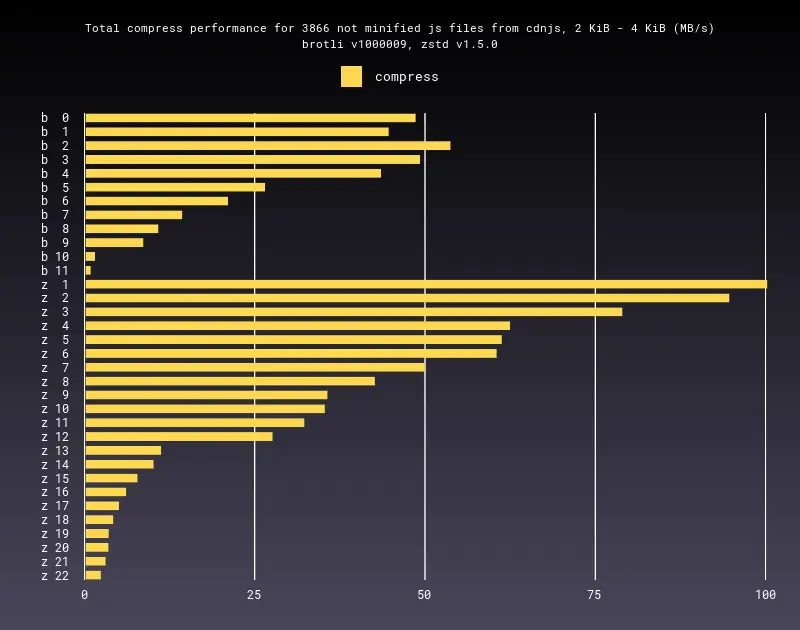 Total compress performance for 3866 not minified js files from cdnjs, 2 KiB - 4 KiB (MB/s)
brotli v1000009, zstd v1.5.0
compress
b 0
b 1
b 2
b 3
b 4
b 5
b 6
b 7
b 8
b 9
b 10
b 11
z 1
z 2
z 3
z 4
z 5
z 6
z 7
z 8
z 9
z 10
z 11
z 12
z 13
z 14
z 15
z 16
z 17
z 18
z 19
z 20
z 21
z 22
0 25 50 75 100